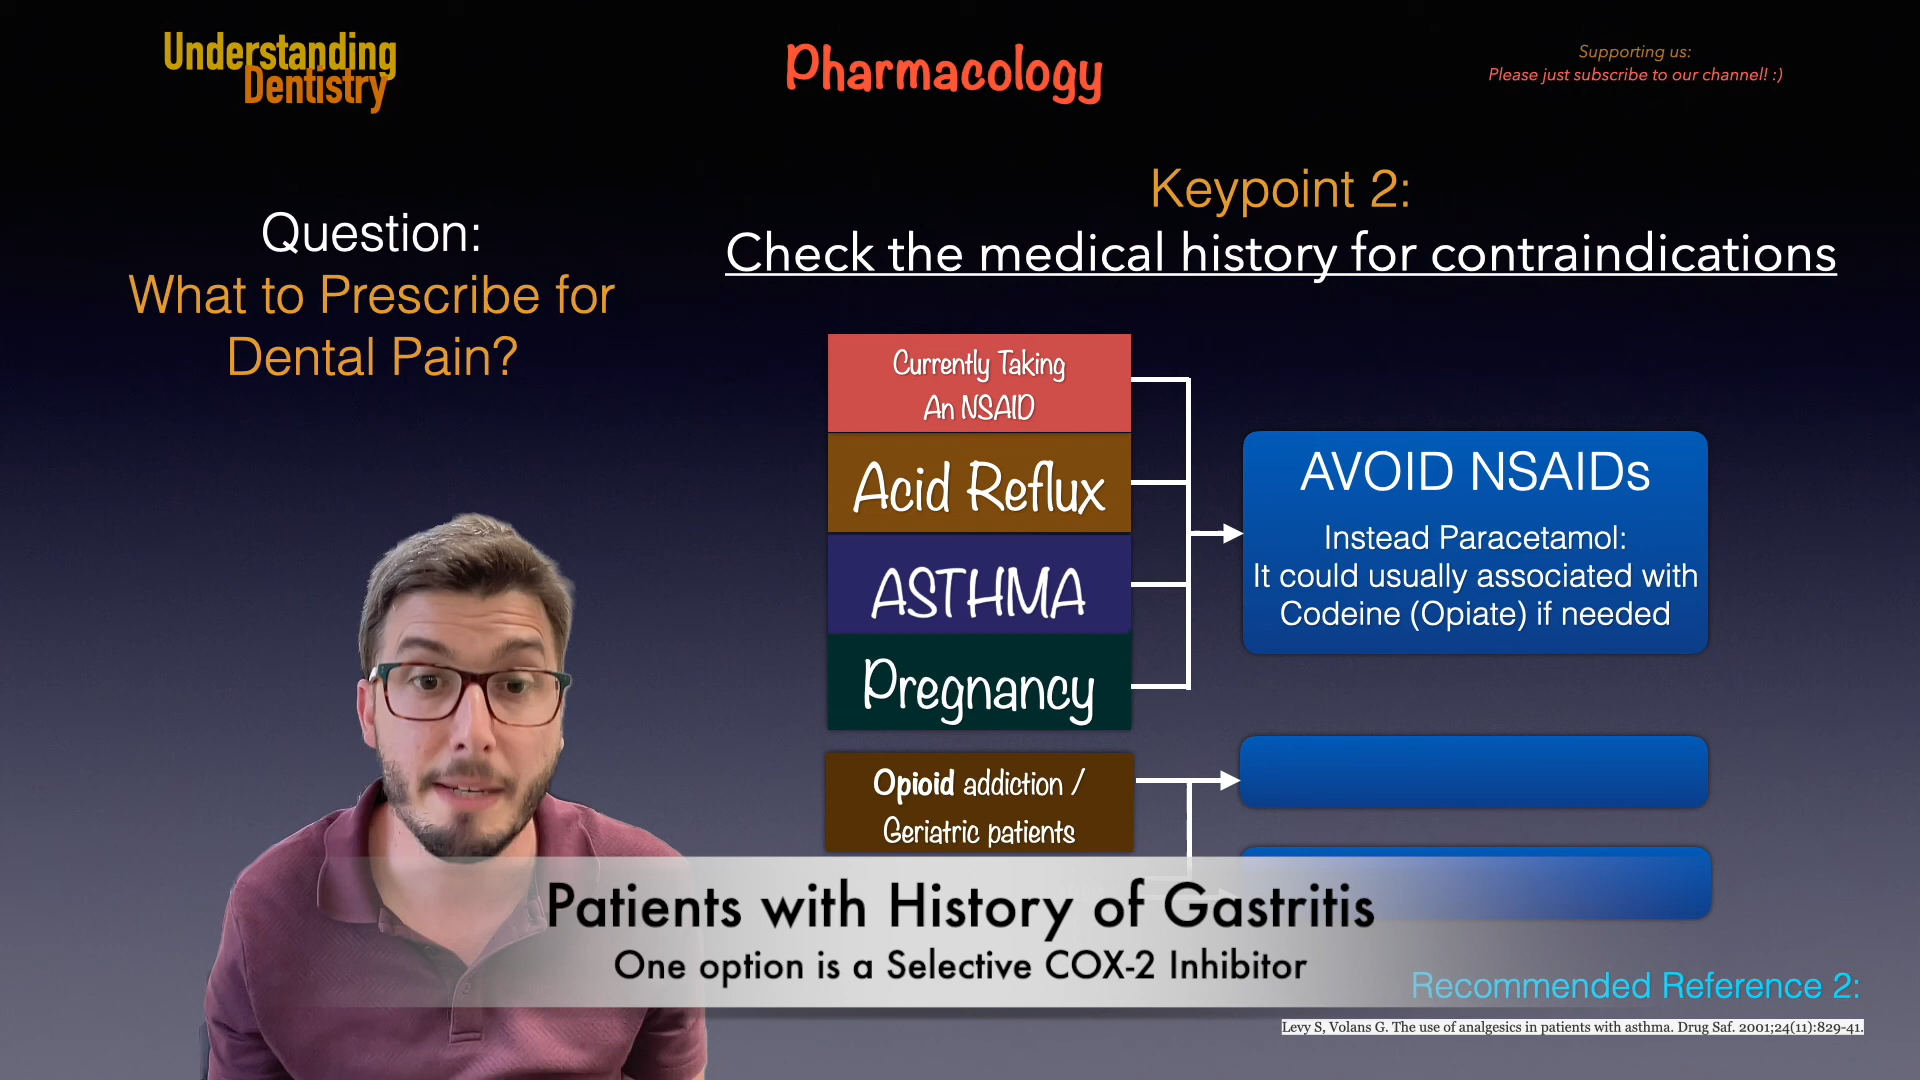 Understanding
Dentistry
Pharmacology
Supporting us:
Please just subscribe to our channel! :)
Question:
What to Prescribe for
Dental Pain?
Keypoint 2:
Check the medical history for contraindications
Currently Taking
An NSAID
Acid Reflux
ASTHMA
Pregnancy
AVOID NSAIDs
Instead Paracetamol:
It could usually associated with
Codeine (Opiate) if needed
Opioid addiction /
Geriatric patients
Patients with History of Gastritis
One option is a Selective COX-2 Inhibitor
Recommended Reference 2:
Levy S, Volans G. The use of analgesics in patients with asthma. Drug Saf. 2001;24(11):829-41.